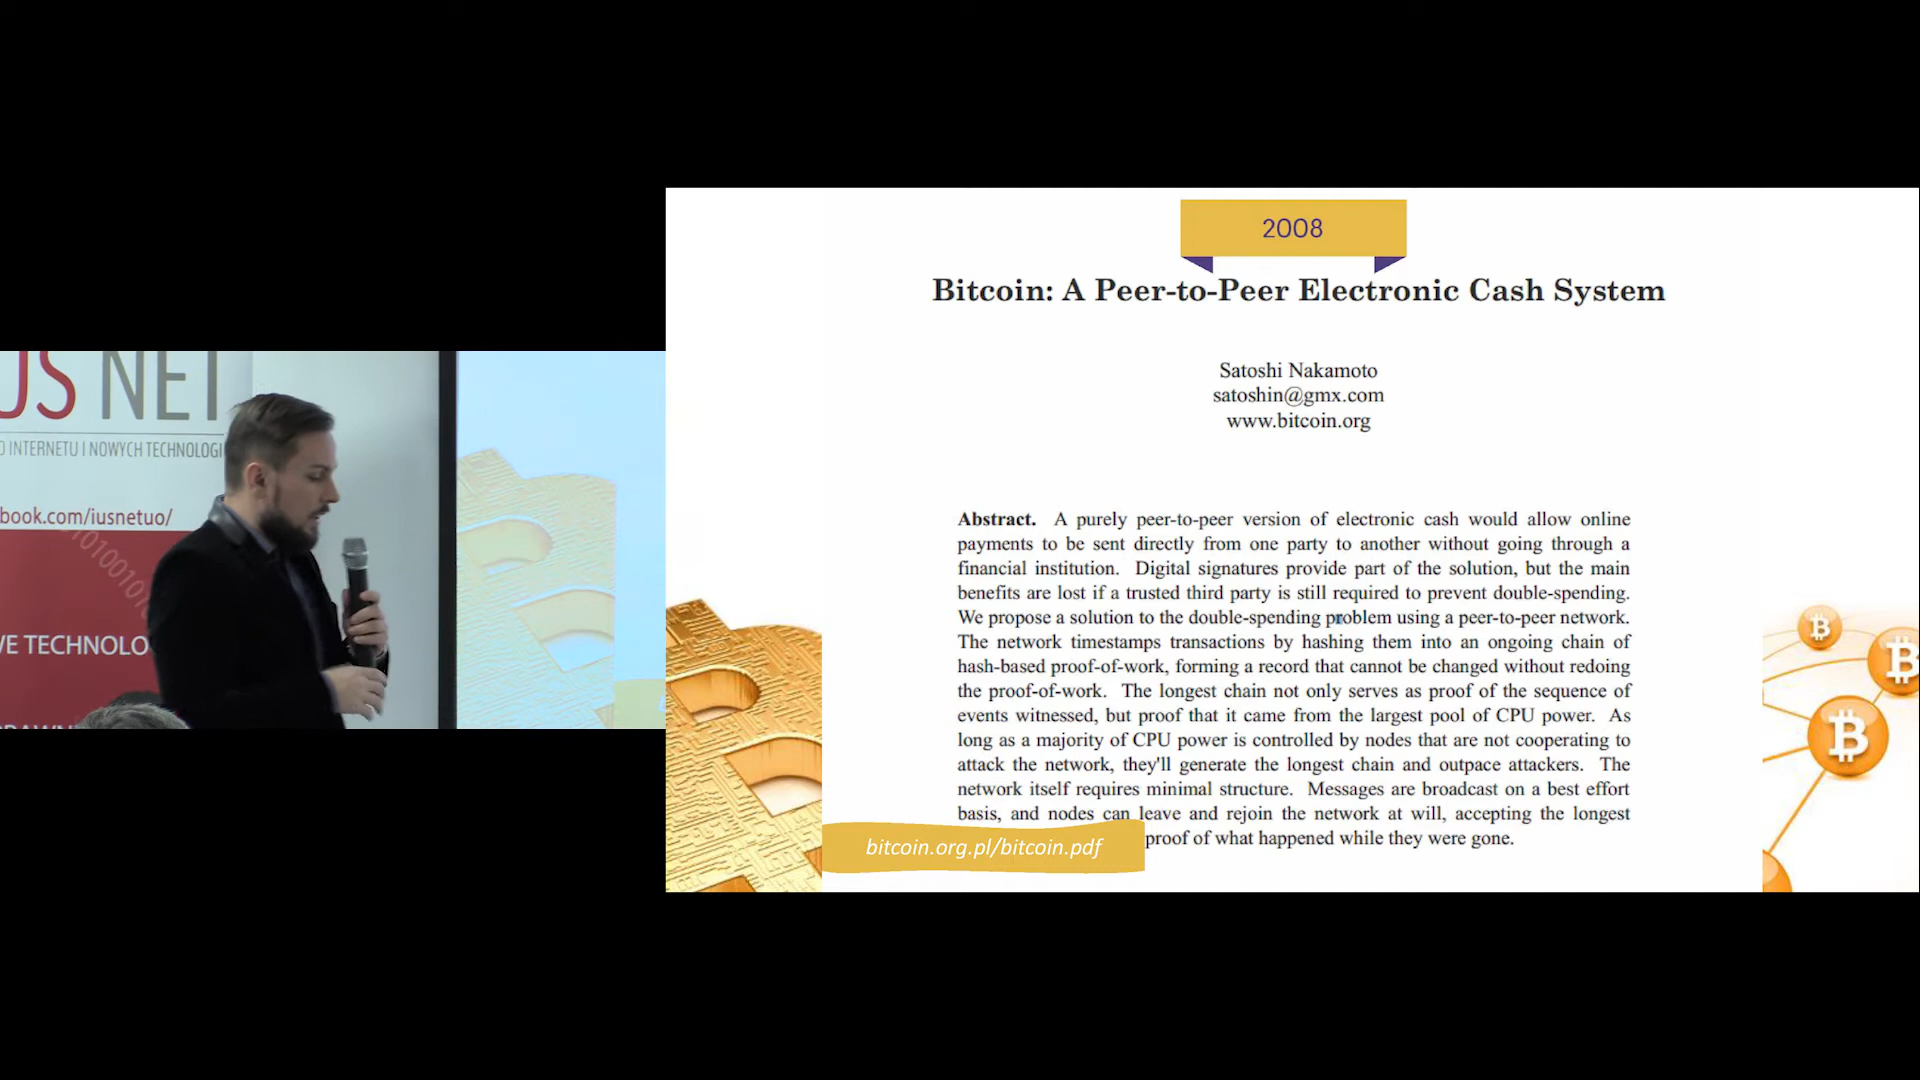 US NET
O INTERNETU I NOWYCH TECHNOLOGI
book.com/iusnetuo/
VE TECHNOLO
2008
Bitcoin: A Peer-to-Peer Electronic Cash System
Satoshi Nakamoto
satoshin@gmx.com
www.bitcoin.org
Abstract. A purely peer-to-peer version of electronic cash would allow online
payments to be sent directly from one party to another without going through a
financial institution. Digital signatures provide part of the solution, but the main
benefits are lost if a trusted third party is still required to prevent double-spending.
We propose a solution to the double-spending problem using a peer-to-peer network.
The network timestamps transactions by hashing them into an ongoing chain of
hash-based proof-of-work, forming a record that cannot be changed without redoing
the proof-of-work. The longest chain not only serves as proof of the sequence of
events witnessed, but proof that it came from the largest pool of CPU power. As
long as a majority of CPU power is controlled by nodes that are not cooperating to
attack the network, they'll generate the longest chain and outpace attackers. The
network itself requires minimal structure. Messages are broadcast on a best effort
basis, and nodes can leave and rejoin the network at will, accepting the longest
proof of what happened while they were gone.
bitcoin.org.pl/bitcoin.pdf